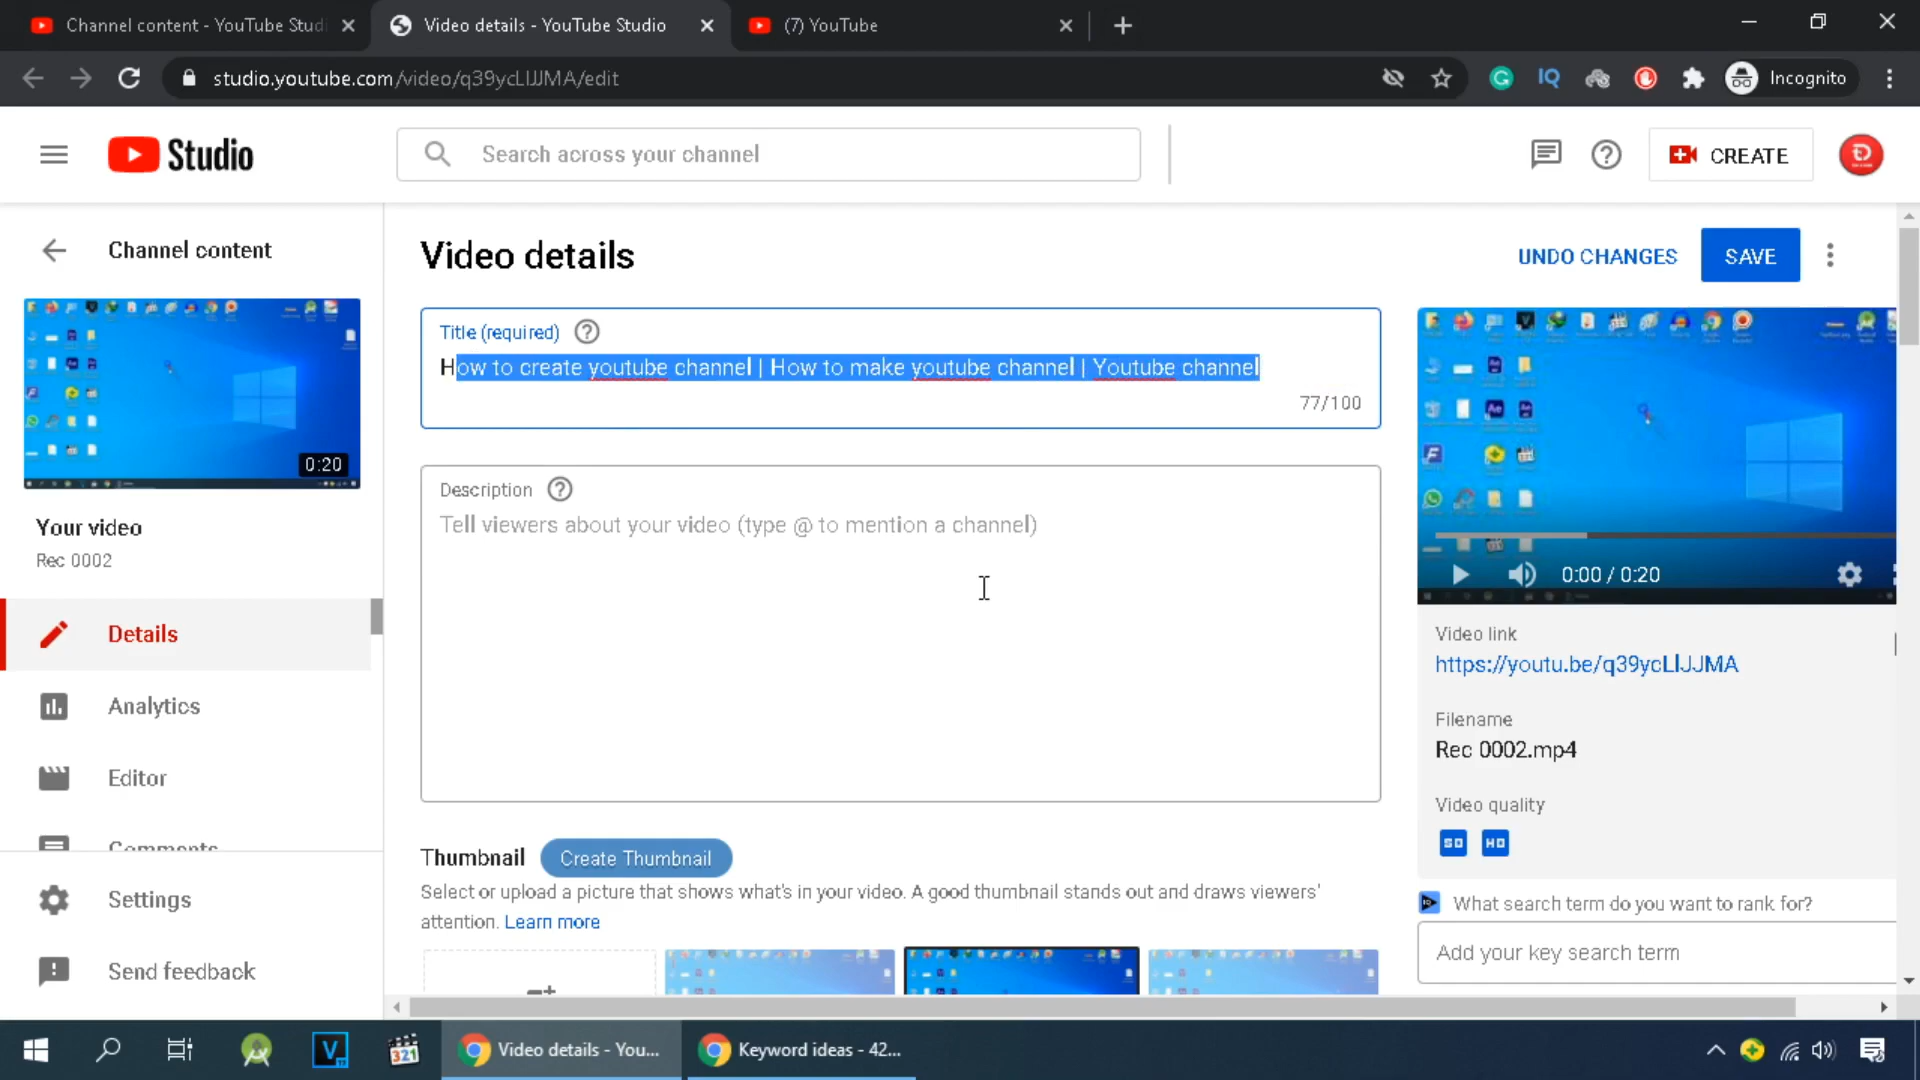 Channel content - YouTube Studi
Video details - YouTube Studio
(7) YouTube
studio.youtube.com/video/q39ycLlJJMA/edit
IQ
Incognito
Studio
Search across your channel
CREATE
Channel content
Video details
UNDO CHANGES
SAVE
Title (required)
How to create youtube channel | How to make youtube channel | Youtube channel
77/100
0:20
Description
Tell viewers about your video (type @ to mention a channel)
Your video
Rec 0002
0:00 / 0:20
Details
Video link
https://youtu.be/q39ycLlJJMA
Analytics
Filename
Rec 0002.mp4
Editor
Video quality
SD
HD
Comments
Thumbnail
Create Thumbnail
Select or upload a picture that shows what's in your video. A good thumbnail stands out and draws viewers'
attention. Learn more
Settings
What search term do you want to rank for?
Add your key search term
Send feedback
V
321
Video details - You...
Keyword ideas - 42...